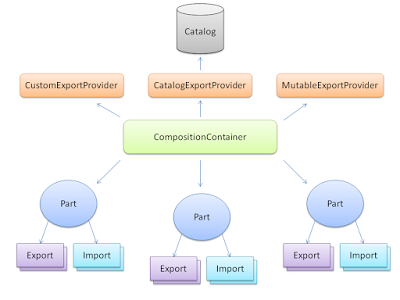 Catalog
CustomExportProvider
CatalogExportProvider
MutableExportProvider
CompositionContainer
Part
Part
Part
Export
Import
Export
Import
Export
Import